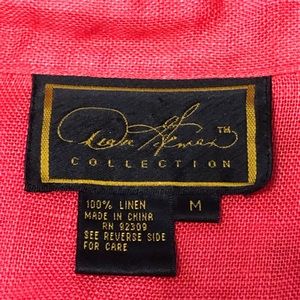 ™
COLLECTION
100% LINEN
MADE IN CHINA
RN 92309
SEE REVERSE SIDE
FOR CARE
M